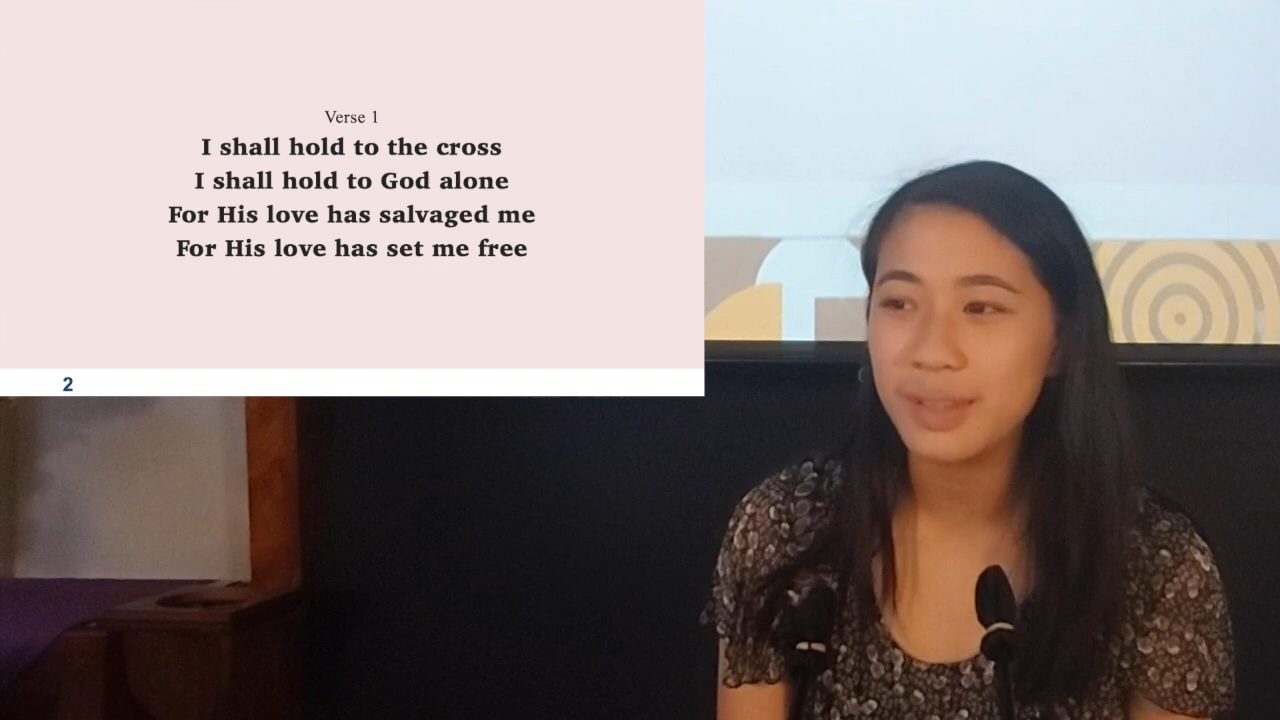 Verse 1
I shall hold to the cross
I shall hold to God alone
For His love has salvaged me
For His love has set me free
2